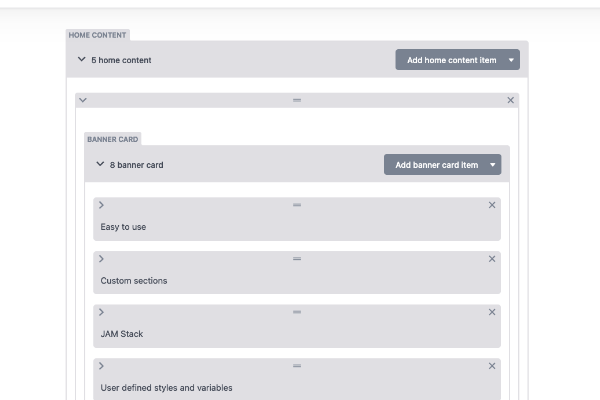 HOME CONTENT
5 home content
Add home content item
BANNER CARD
8 banner card
Add banner card item
Easy to use
Custom sections
JAM Stack
User defined styles and variables